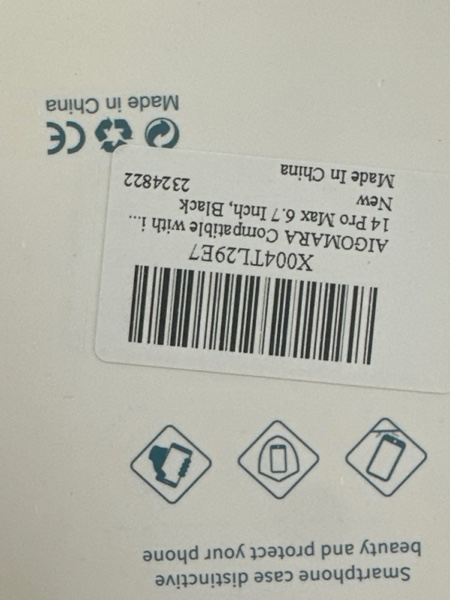 Smartphone case distinctive
beauty and protect your phone
X004TL29E7
AIGOMARA Compatible with i...
14 Pro Max 6.7 Inch, Black
New 2324822
Made In China
CE
Made in China